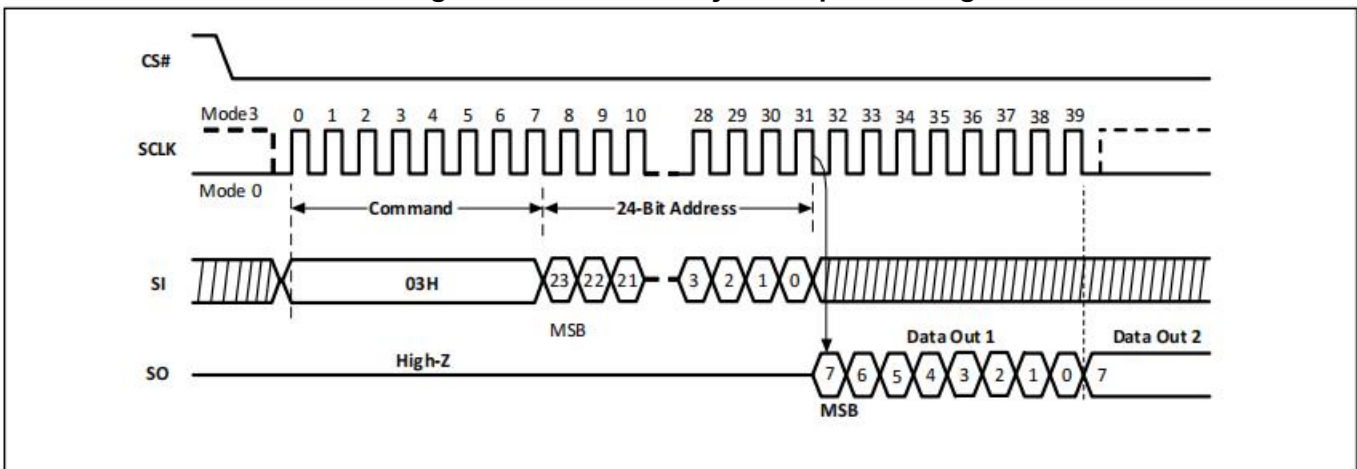 CS#
Mode3 0 1 2 3 4 5 6 7 8 9 10 28 29 30 31 32 33 34 35 36 37 38 39
SCLK
Mode 0
Command 24-Bit Address
SI 03H 23 22 21 3 2 1 0
MSB
Data Out 1 Data Out 2
High-Z
SO 7 6 5 4 3 2 1 0 7
MSB